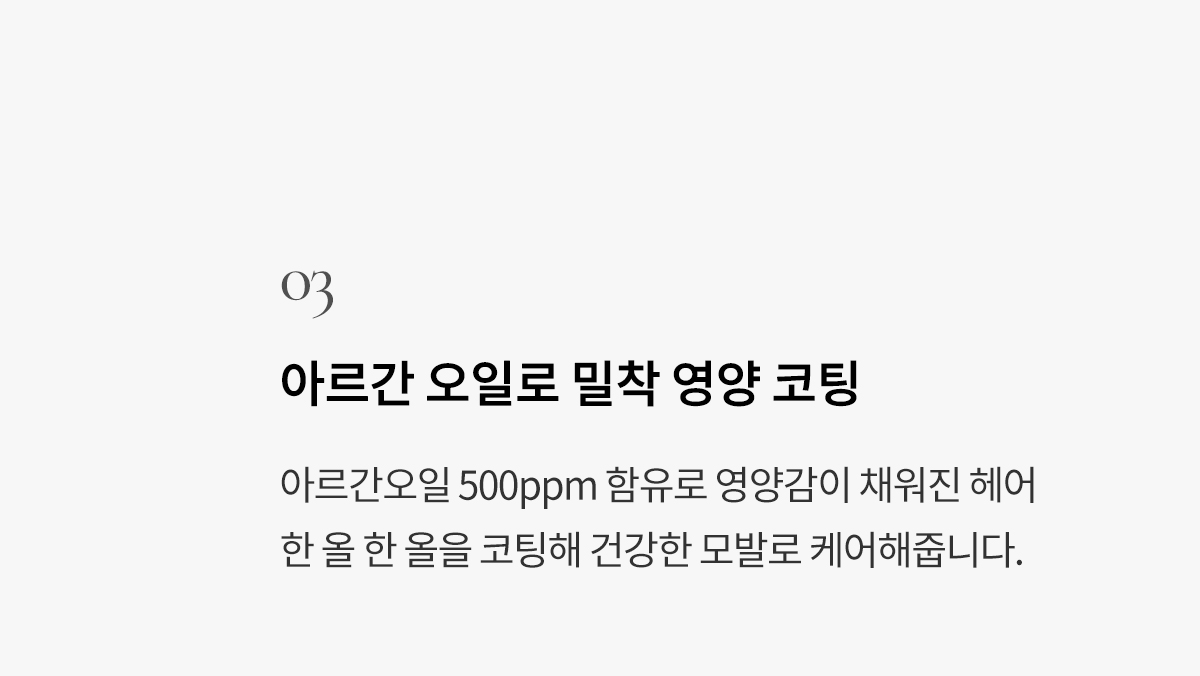 03
아르간 오일로 밀착 영양 코팅
아르간오일 500ppm 함유로 영양감이 채워진 헤어
한 올 한 올을 코팅해 건강한 모발로 케어해줍니다.